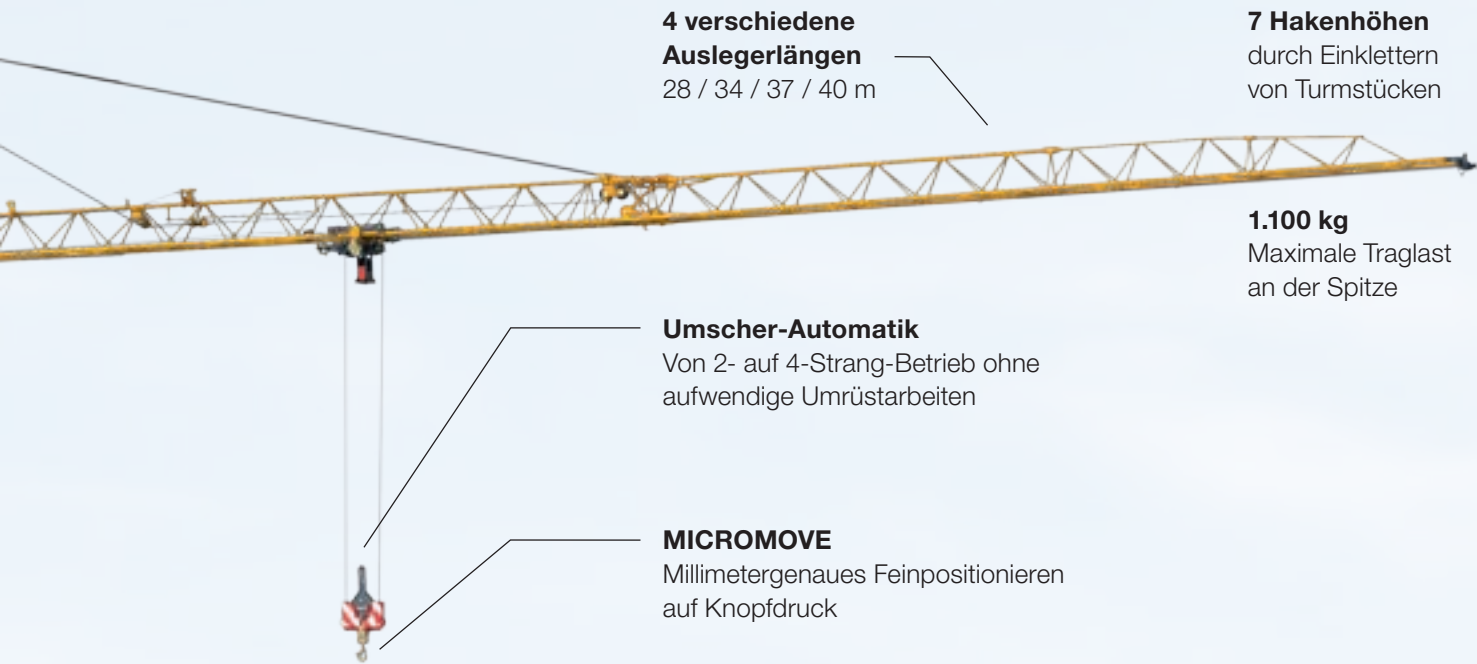 4 verschiedene
Auslegerlängen
28 / 34 / 37 / 40 m
7 Hakenhöhen
durch Einklettern
von Turmstücken
1.100 kg
Maximale Traglast
an der Spitze
Umscher-Automatik
Von 2- auf 4-Strang-Betrieb ohne
aufwendige Umrüstarbeiten
MICROMOVE
Millimetergenaues Feinpositionieren
auf Knopfdruck